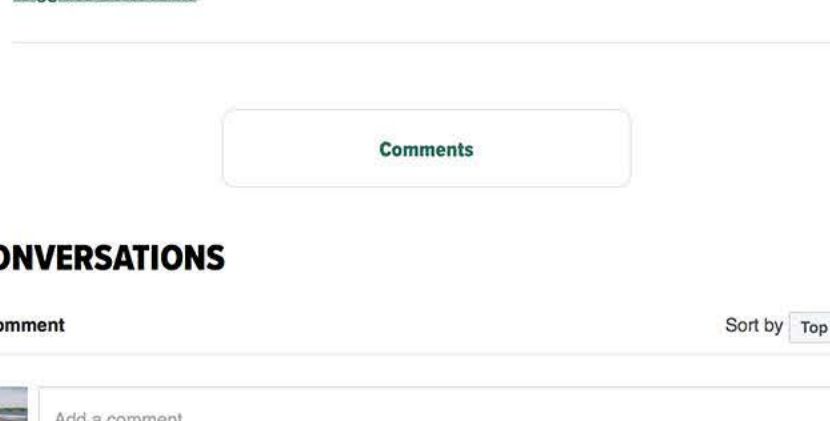 Comments
ONVERSATIONS
omment
Sort by Top
Add a comment